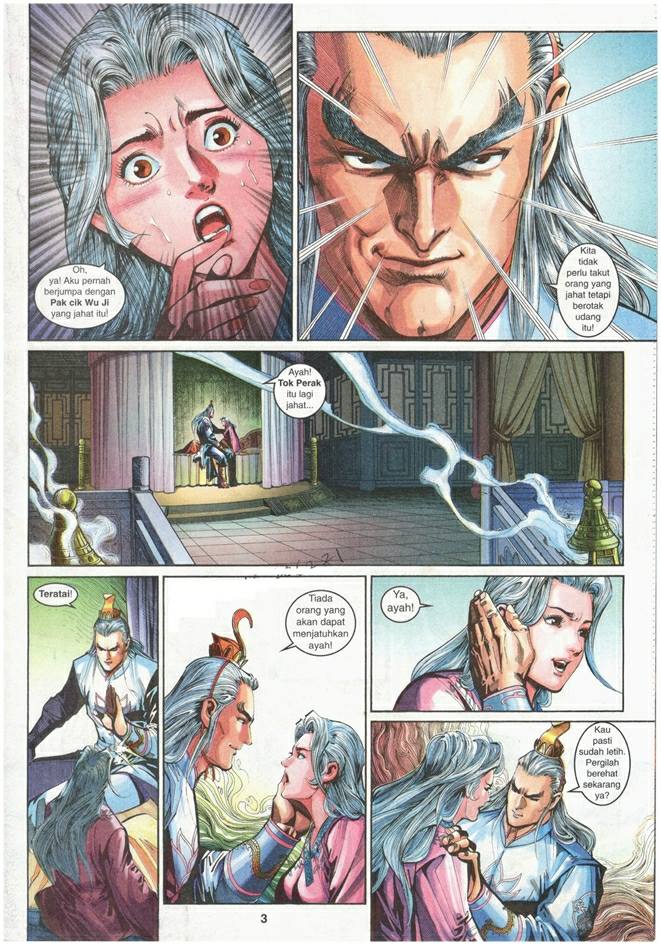 Oh,
ya! Aku pernah
berjumpa dengan
Pak cik Wu Ji
yang jahat itu!
Kita
tidak
perlu takut
orang yang
jahat tetapi
berotak
udang
itu!
Ayah!
Tok Perak
itu lagi
jahat...
Teratai!
Tiada
orang yang
akan dapat
menjatuhkan
ayah!
Ya,
ayah!
Kau
pasti
sudah letih.
Pergilah
berehat
sekarang
ya?
3